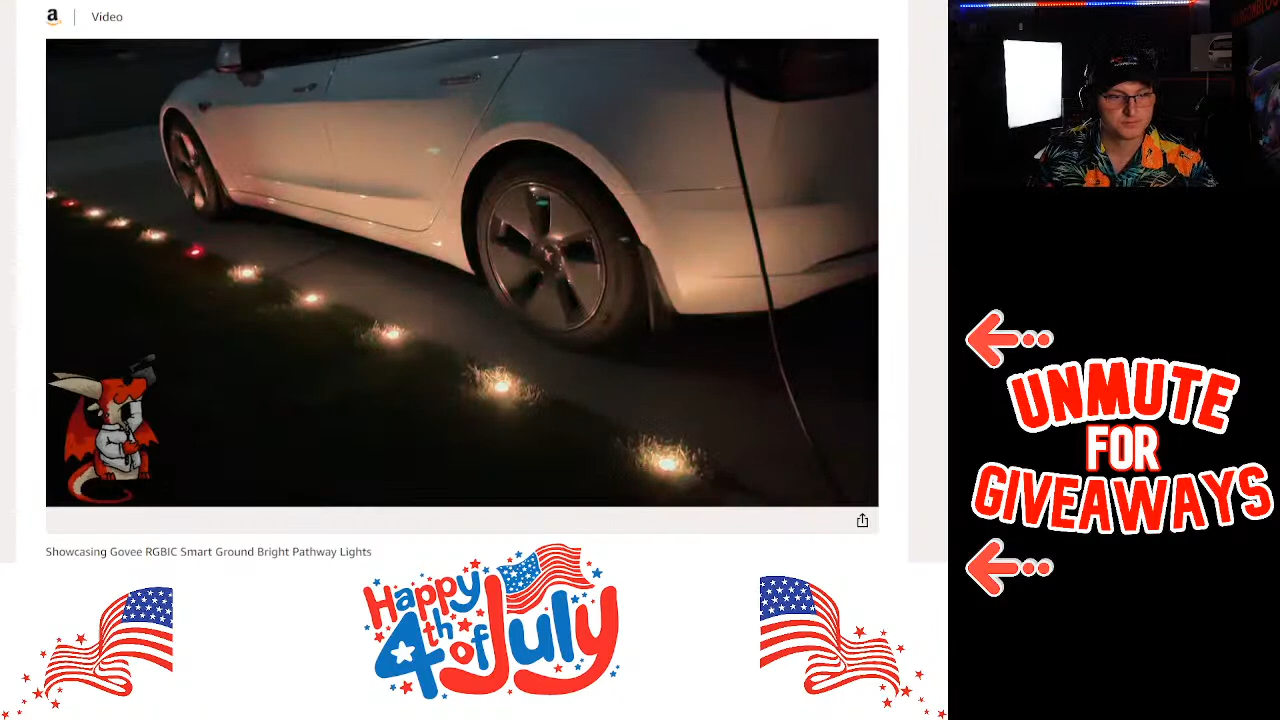 a
Video
Showcasing Govee RGBIC Smart Ground Bright Pathway Lights
Happy
4th
of
July
UNMUTE
FOR
GIVEAWAYS